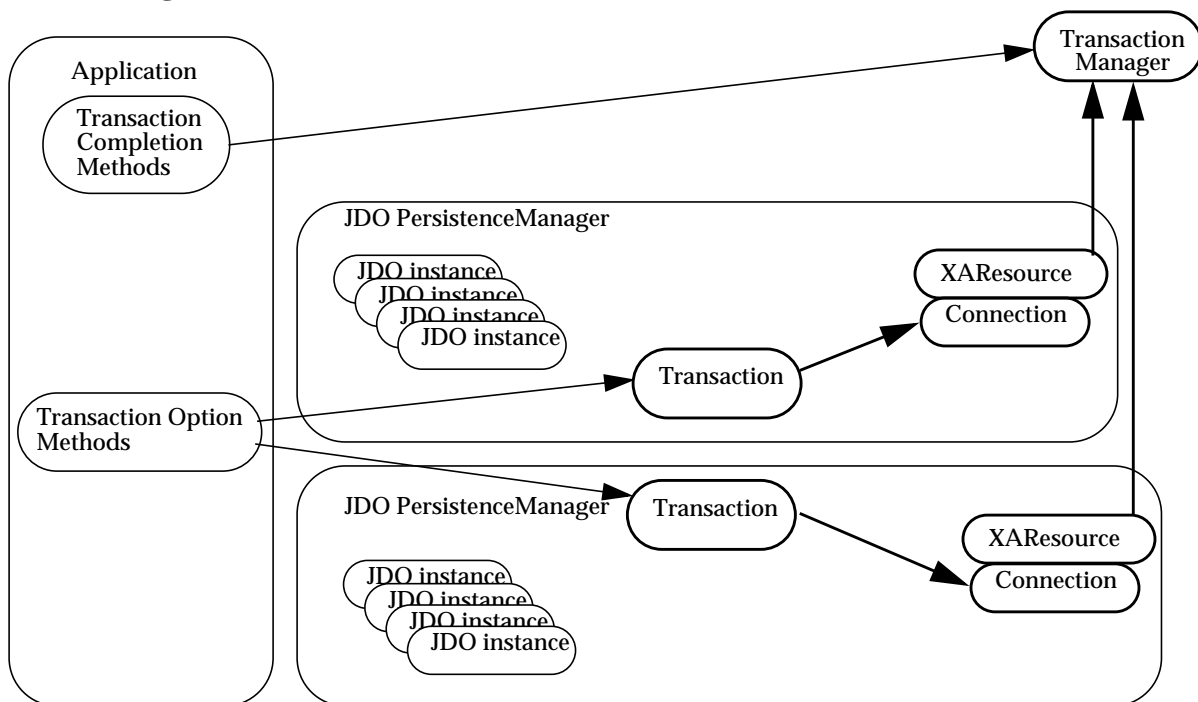 Application
Transaction
Completion
Methods
Transaction
Manager
JDO PersistenceManager
JDO instance
JDO instance
JDO instance
JDO instance
XAResource
Connection
Transaction
Transaction Option
Methods
JDO PersistenceManager
Transaction
XAResource
Connection
JDO instance
JDO instance
JDO instance
JDO instance